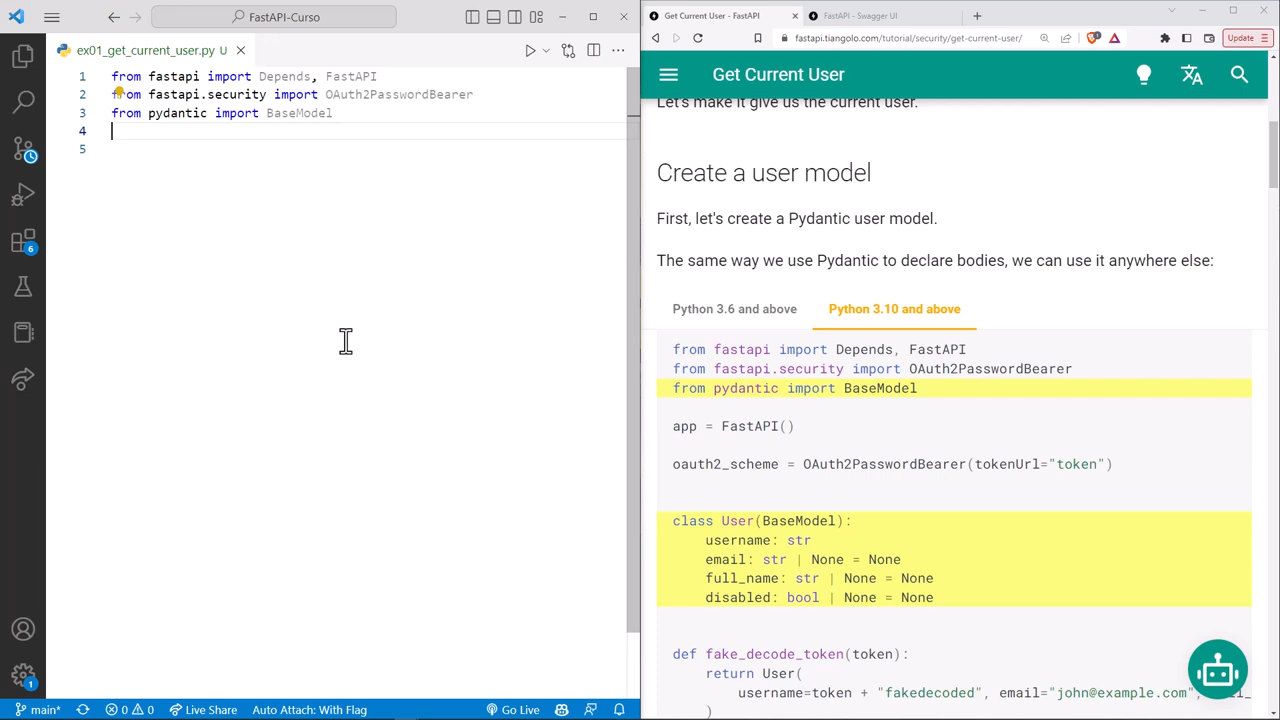 FastAPI-Curso
ex01_get_current_user.py U
1 from fastapi import Depends, FastAPI
2 from fastapi.security import OAuth2PasswordBearer
3 from pydantic import BaseModel
4
5
6
1
main*
0 0
Live Share
Auto Attach: With Flag
Go Live
Get Current User - FastAPI
FastAPI - Swagger UI
fastapi.tiangolo.com/tutorial/security/get-current-user/
Update
Get Current User
Let's make it give us the current user.
Create a user model
First, let's create a Pydantic user model.
The same way we use Pydantic to declare bodies, we can use it anywhere else:
Python 3.6 and above
Python 3.10 and above
from fastapi import Depends, FastAPI
from fastapi.security import OAuth2PasswordBearer
from pydantic import BaseModel
app = FastAPI()
oauth2_scheme = OAuth2PasswordBearer(tokenUrl="token")
class User(BaseModel):
username: str
email: str | None = None
full_name: str | None = None
disabled: bool | None = None
def fake_decode_token(token):
return User(
username=token + "fakedecoded", email="john@example.com",
)